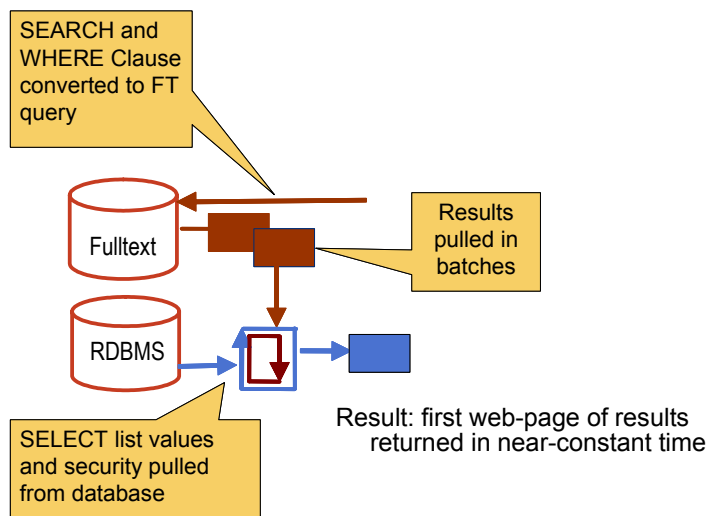 SEARCH and
WHERE Clause
converted to FT
query
Fulltext
Results
pulled in
batches
RDBMS
SELECT list values
and security pulled
from database
Result: first web-page of results
returned in near-constant time